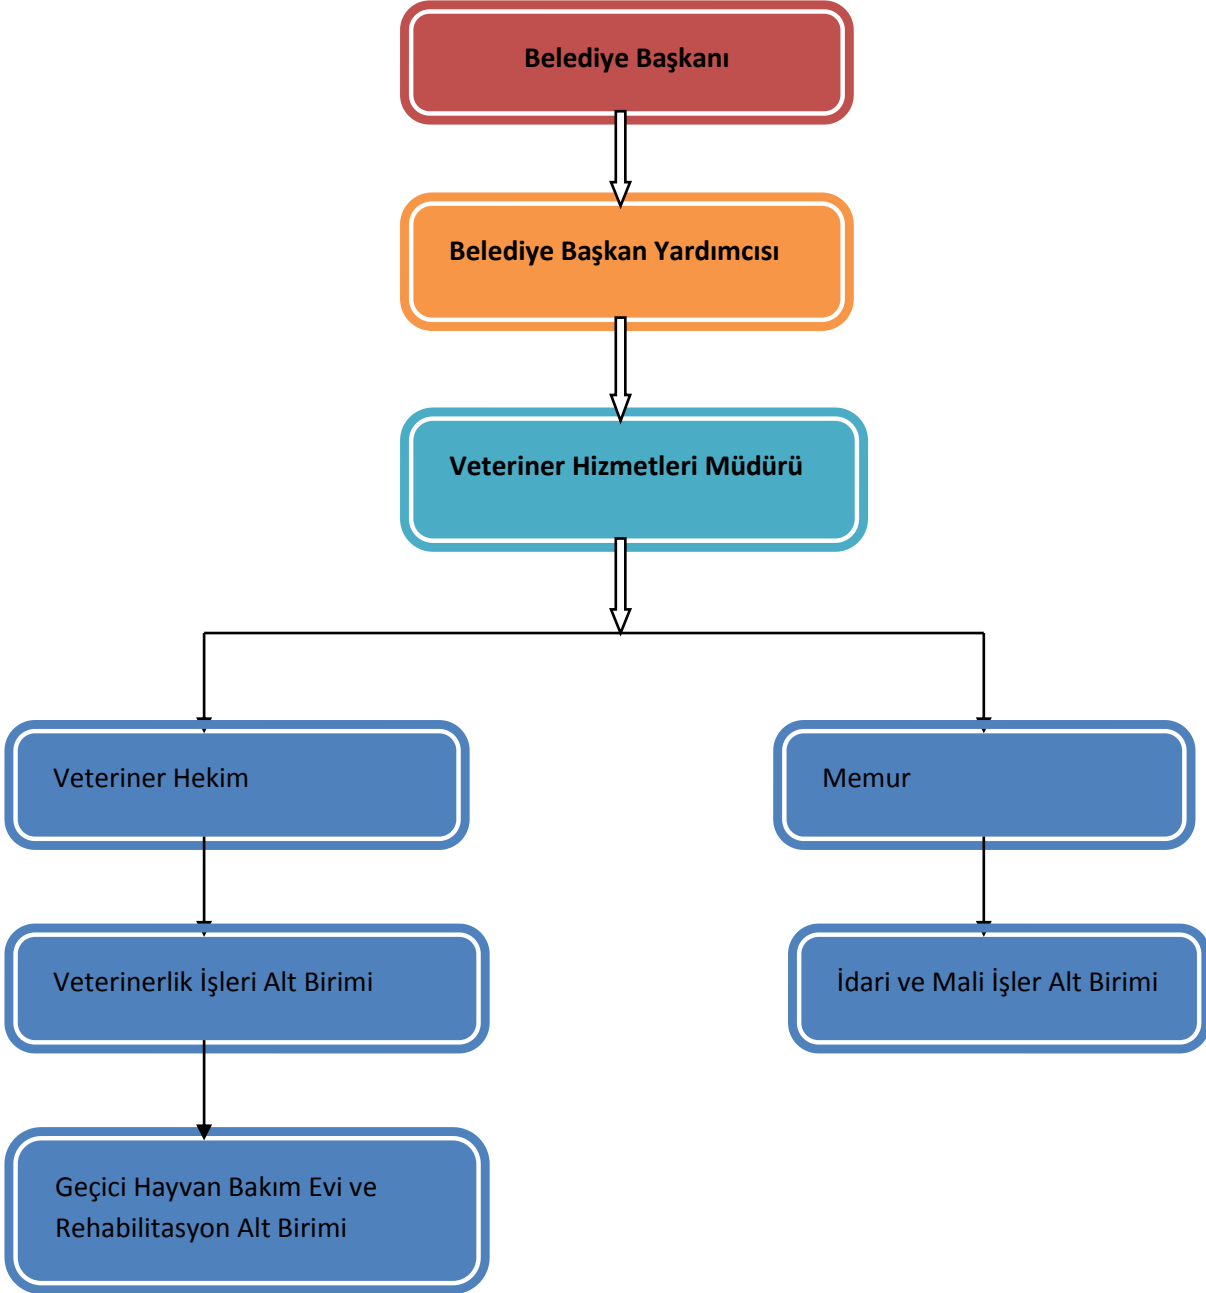 Belediye Başkanı
Belediye Başkan Yardımcısı
Veteriner Hizmetleri Müdürü
Veteriner Hekim
Memur
Veterinerlik İşleri Alt Birimi
İdari ve Mali İşler Alt Birimi
Geçici Hayvan Bakım Evi ve
Rehabilitasyon Alt Birimi